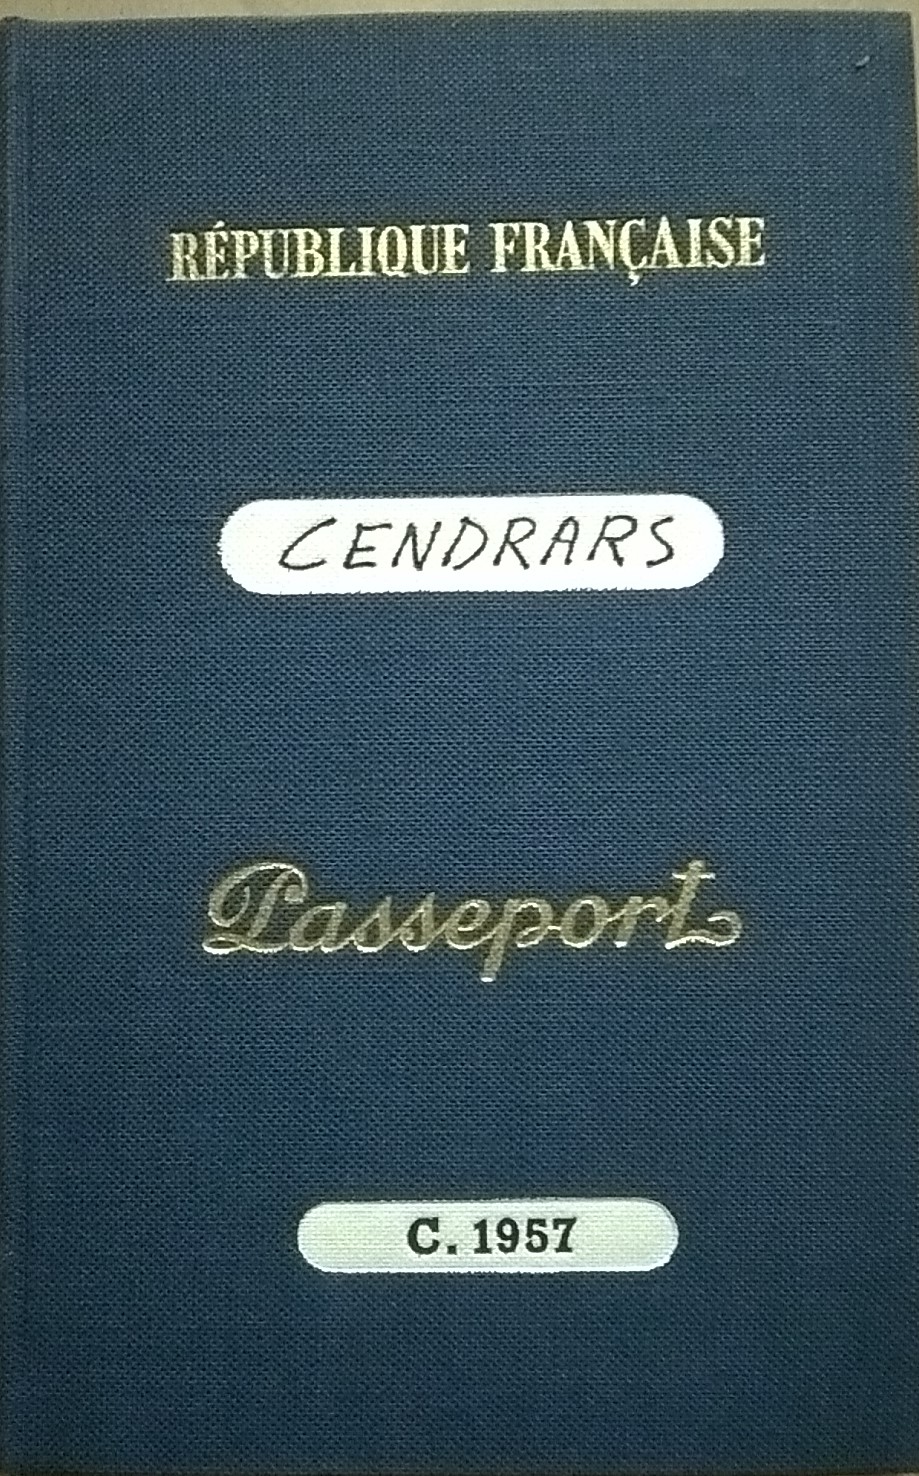 RÉPUBLIQUE FRANÇAISE
CENDRARS
Passeport
C. 1957